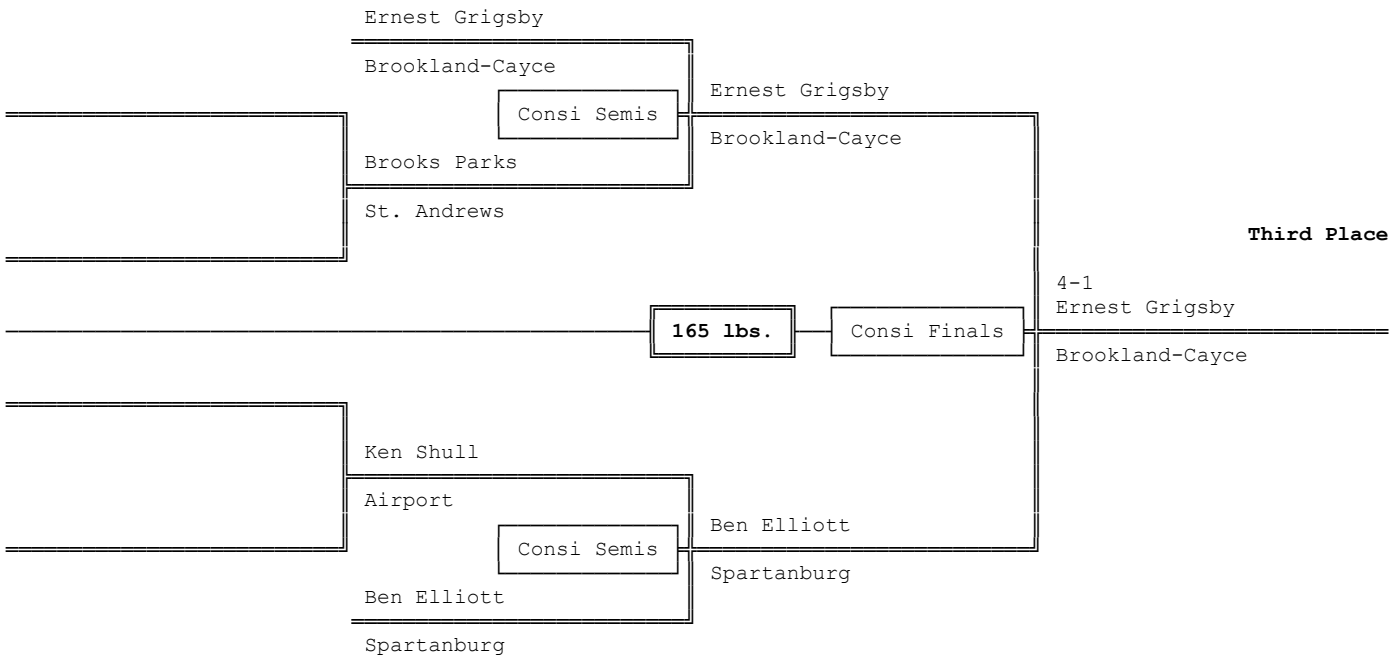 Ernest Grigsby
Brookland-Cayce
Ernest Grigsby
Consi Semis
Brookland-Cayce
Brooks Parks
St. Andrews
Third Place
4-1
Ernest Grigsby
165 lbs.
Consi Finals
Brookland-Cayce
Ken Shull
Airport
Ben Elliott
Consi Semis
Spartanburg
Ben Elliott
Spartanburg